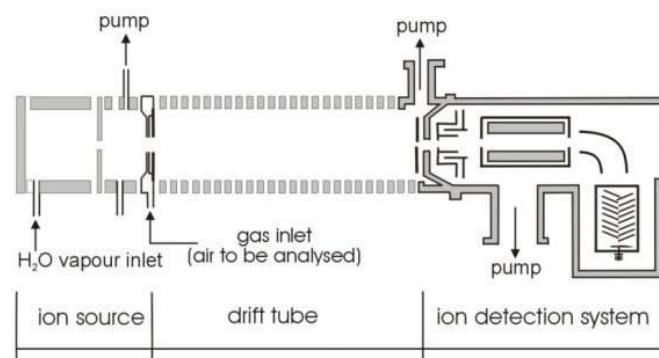 pump
pump
gas inlet
(air to be analysed)
H₂O vapour inlet
pump
ion source
drift tube
ion detection system